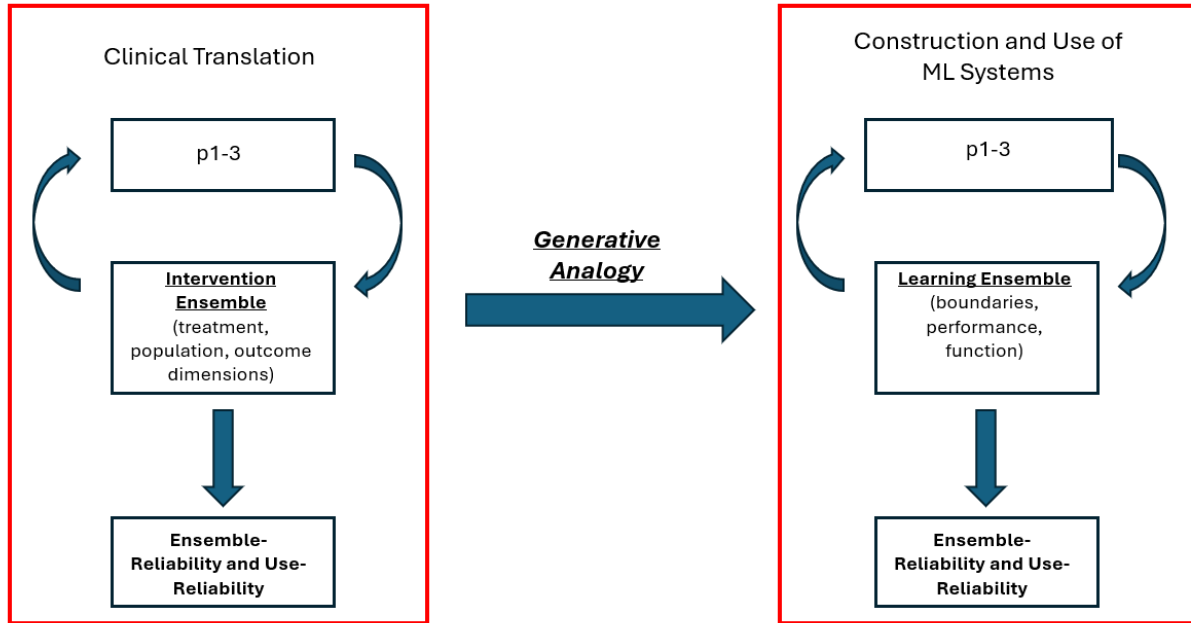 Clinical Translation
p1-3
Intervention
Ensemble
(treatment,
population, outcome
dimensions)
Ensemble-
Reliability and Use-
Reliability
Generative
Analogy
Construction and Use of
ML Systems
p1-3
Learning Ensemble
(boundaries,
performance,
function)
Ensemble-
Reliability and Use-
Reliability